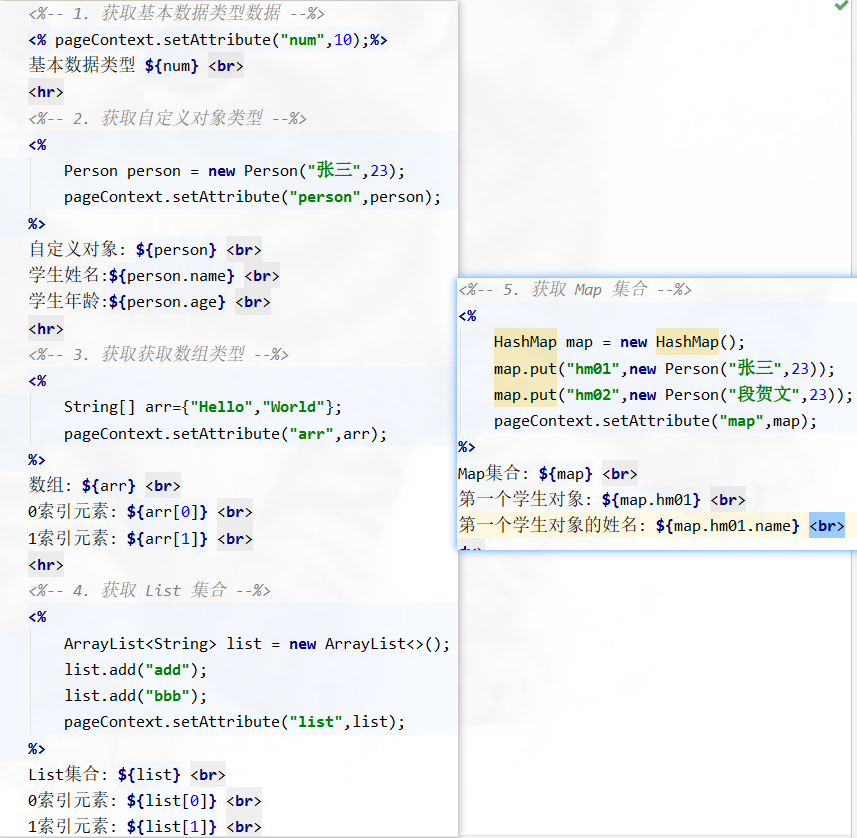 <%-- 1. 获取基本数据类型数据 --%>
<% pageContext.setAttribute("num",10);%>
基本数据类型 ${num} <br>
<hr>
<%-- 2. 获取自定义对象类型 --%>
<%
Person person = new Person("张三",23);
pageContext.setAttribute("person",person);
%>
自定义对象: ${person} <br>
学生姓名:${person.name} <br>
学生年龄:${person.age} <br>
<hr>
<%-- 3. 获取获取数组类型 --%>
<%
String[] arr={"Hello","World"};
pageContext.setAttribute("arr",arr);
%>
数组: ${arr} <br>
0索引元素: ${arr[0]} <br>
1索引元素: ${arr[1]} <br>
<hr>
<%-- 4. 获取 List 集合 --%>
<%
ArrayList<String> list = new ArrayList<>();
list.add("add");
list.add("bbb");
pageContext.setAttribute("list",list);
%>
List集合: ${list} <br>
0索引元素: ${list[0]} <br>
1索引元素: ${list[1]} <br>
<%-- 5. 获取 Map 集合 --%>
<%
HashMap map = new HashMap();
map.put("hm01",new Person("张三",23));
map.put("hm02",new Person("段贺文",23));
pageContext.setAttribute("map",map);
%>
Map集合: ${map} <br>
第一个学生对象: ${map.hm01} <br>
第一个学生对象的姓名: ${map.hm01.name} <br>